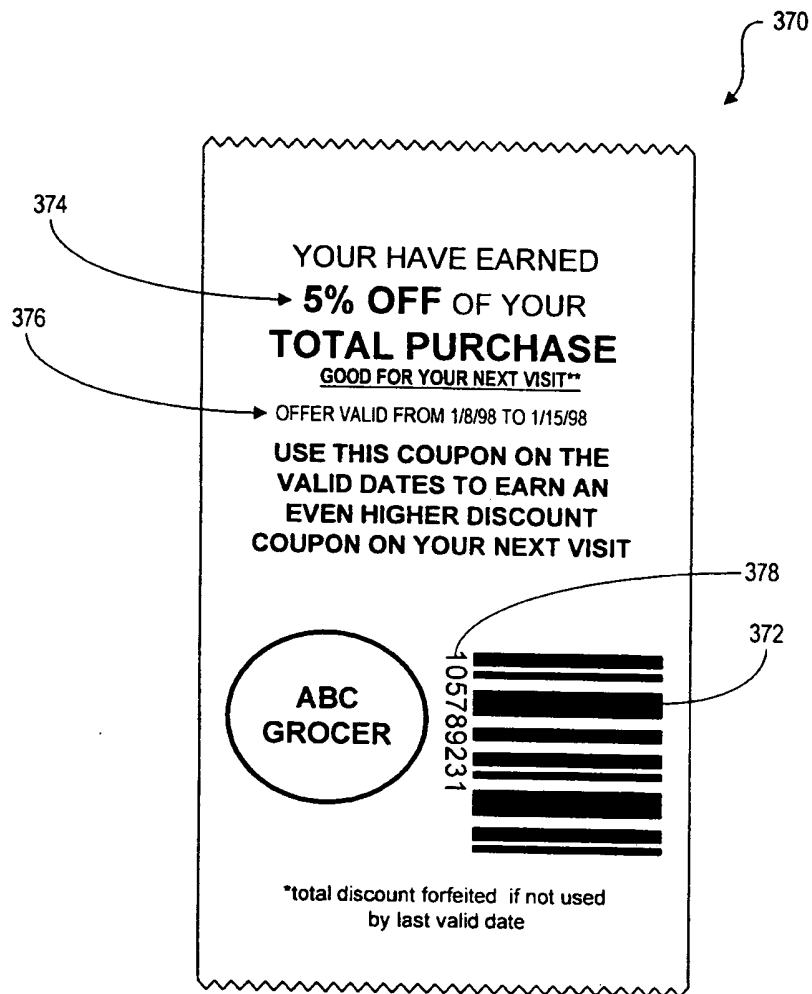 370
374
YOUR HAVE EARNED
5% OFF OF YOUR
376
TOTAL PURCHASE
GOOD FOR YOUR NEXT VISIT**
OFFER VALID FROM 1/8/98 TO 1/15/98
USE THIS COUPON ON THE
VALID DATES TO EARN AN
EVEN HIGHER DISCOUNT
COUPON ON YOUR NEXT VISIT
378
372
ABC
GROCER
105789231
*total discount forfeited if not used
by last valid date